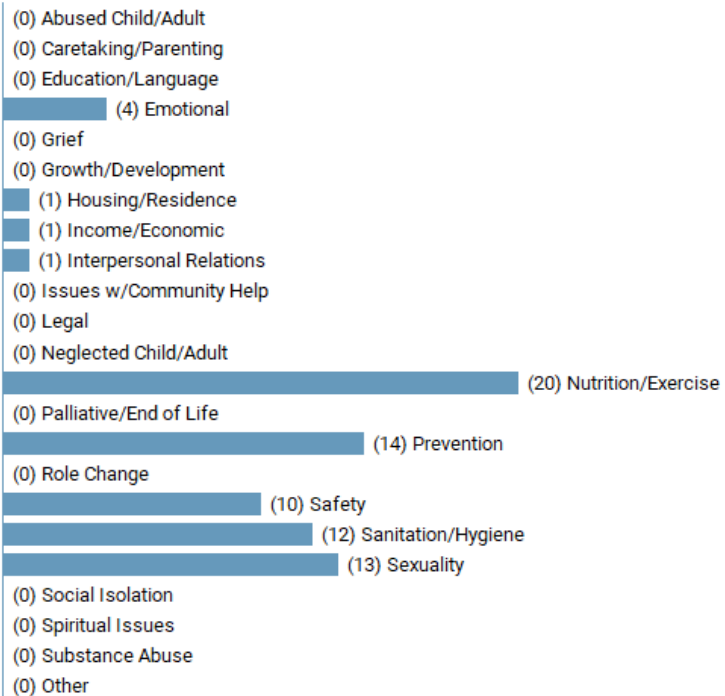 (0) Abused Child/Adult
(0) Caretaking/Parenting
(0) Education/Language
(4) Emotional
(0) Grief
(0) Growth/Development
(1) Housing/Residence
(1) Income/Economic
(1) Interpersonal Relations
(0) Issues w/Community Help
(0) Legal
(0) Neglected Child/Adult
(20) Nutrition/Exercise
(0) Palliative/End of Life
(14) Prevention
(0) Role Change
(10) Safety
(12) Sanitation/Hygiene
(13) Sexuality
(0) Social Isolation
(0) Spiritual Issues
(0) Substance Abuse
(0) Other